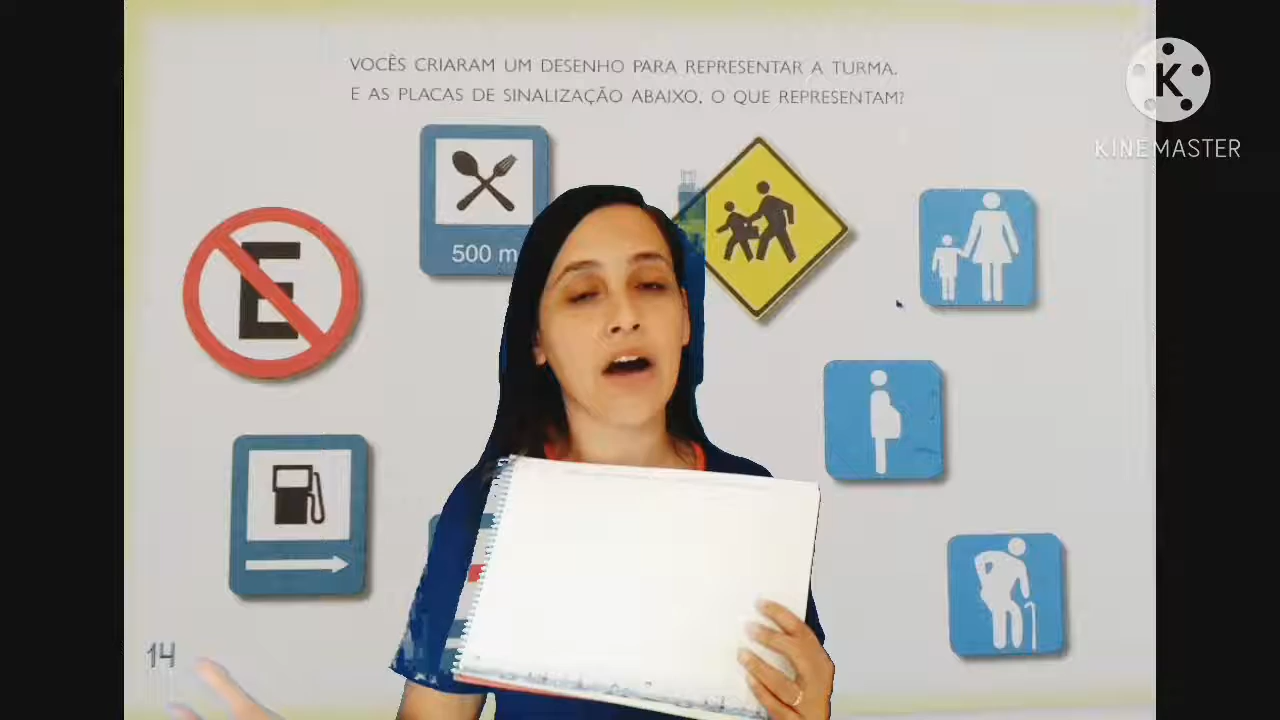 VOCÊS CRIARAM UM DESENHO PARA REPRESENTAR A TURMA.
E AS PLACAS DE SINALIZAÇÃO ABAIXO, O QUE REPRESENTAM?
K
KINEMASTER
500 m
E
14